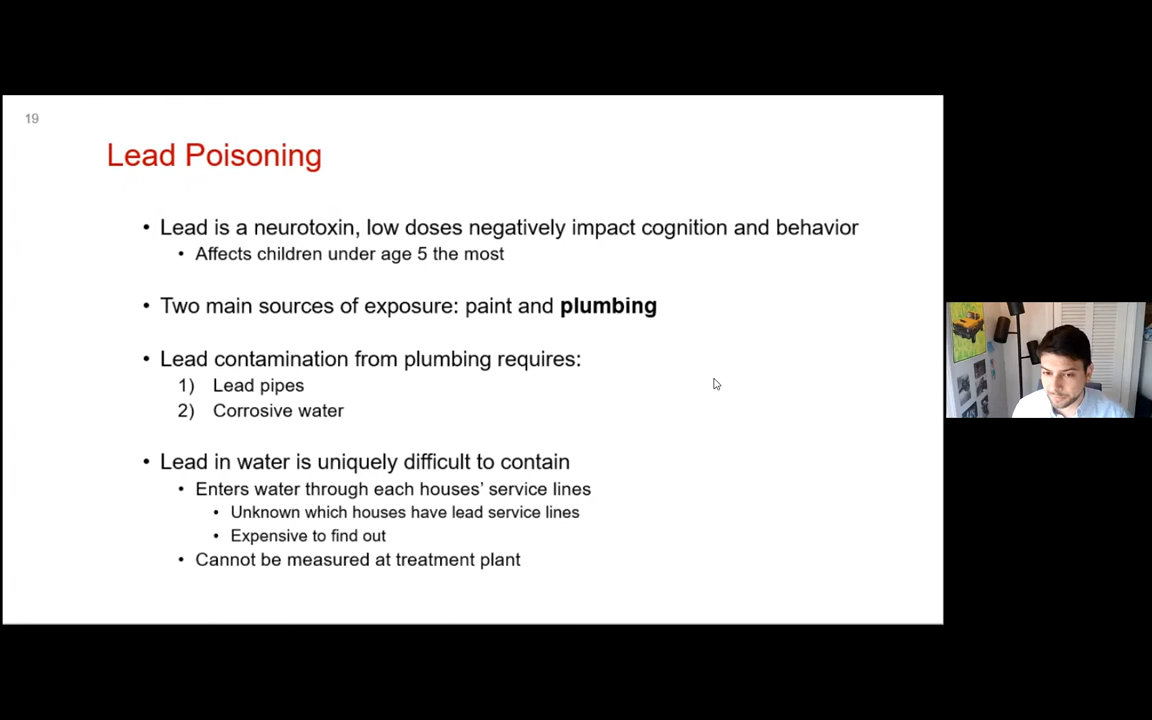 19
Lead Poisoning
• Lead is a neurotoxin, low doses negatively impact cognition and behavior
• Affects children under age 5 the most
• Two main sources of exposure: paint and plumbing
• Lead contamination from plumbing requires:
1) Lead pipes
2) Corrosive water
• Lead in water is uniquely difficult to contain
• Enters water through each houses’ service lines
• Unknown which houses have lead service lines
• Expensive to find out
• Cannot be measured at treatment plant